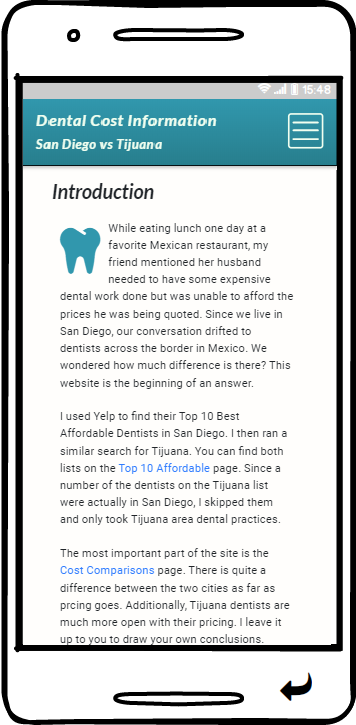 15:48
Dental Cost Information
San Diego vs Tijuana
Introduction
While eating lunch one day at a
favorite Mexican restaurant, my
friend mentioned her husband
needed to have some expensive
dental work done but was unable to afford the
prices he was being quoted. Since we live in
San Diego, our conversation drifted to
dentists across the border in Mexico. We
wondered how much difference is there? This
website is the beginning of an answer.
I used Yelp to find their Top 10 Best
Affordable Dentists in San Diego. I then ran a
similar search for Tijuana. You can find both
lists on the Top 10 Affordable page. Since a
number of the dentists on the Tijuana list
were actually in San Diego, I skipped them
and only took Tijuana area dental practices.
The most important part of the site is the
Cost Comparisons page. There is quite a
difference between the two cities as far as
prcing goes. Additionally, Tijuana dentists are
much more open with their pricing. I leave it
up to you to draw your own conclusions.